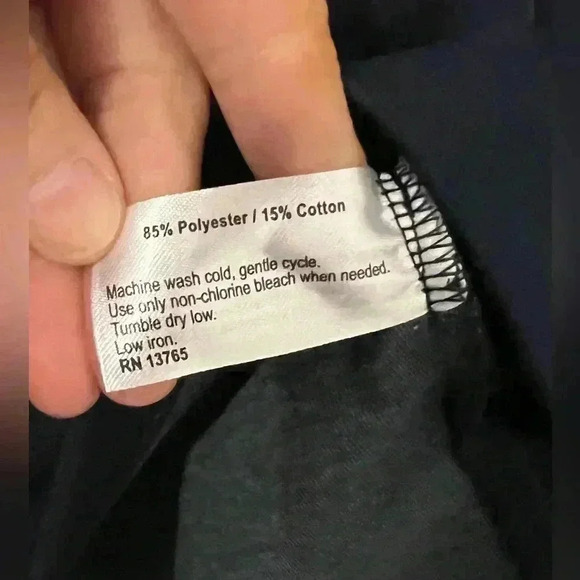 85% Polyester / 15% Cotton
Machine wash cold, gentle cycle.
Use only non-chlorine bleach when needed.
Tumble dry low.
Low iron.
RN 13765